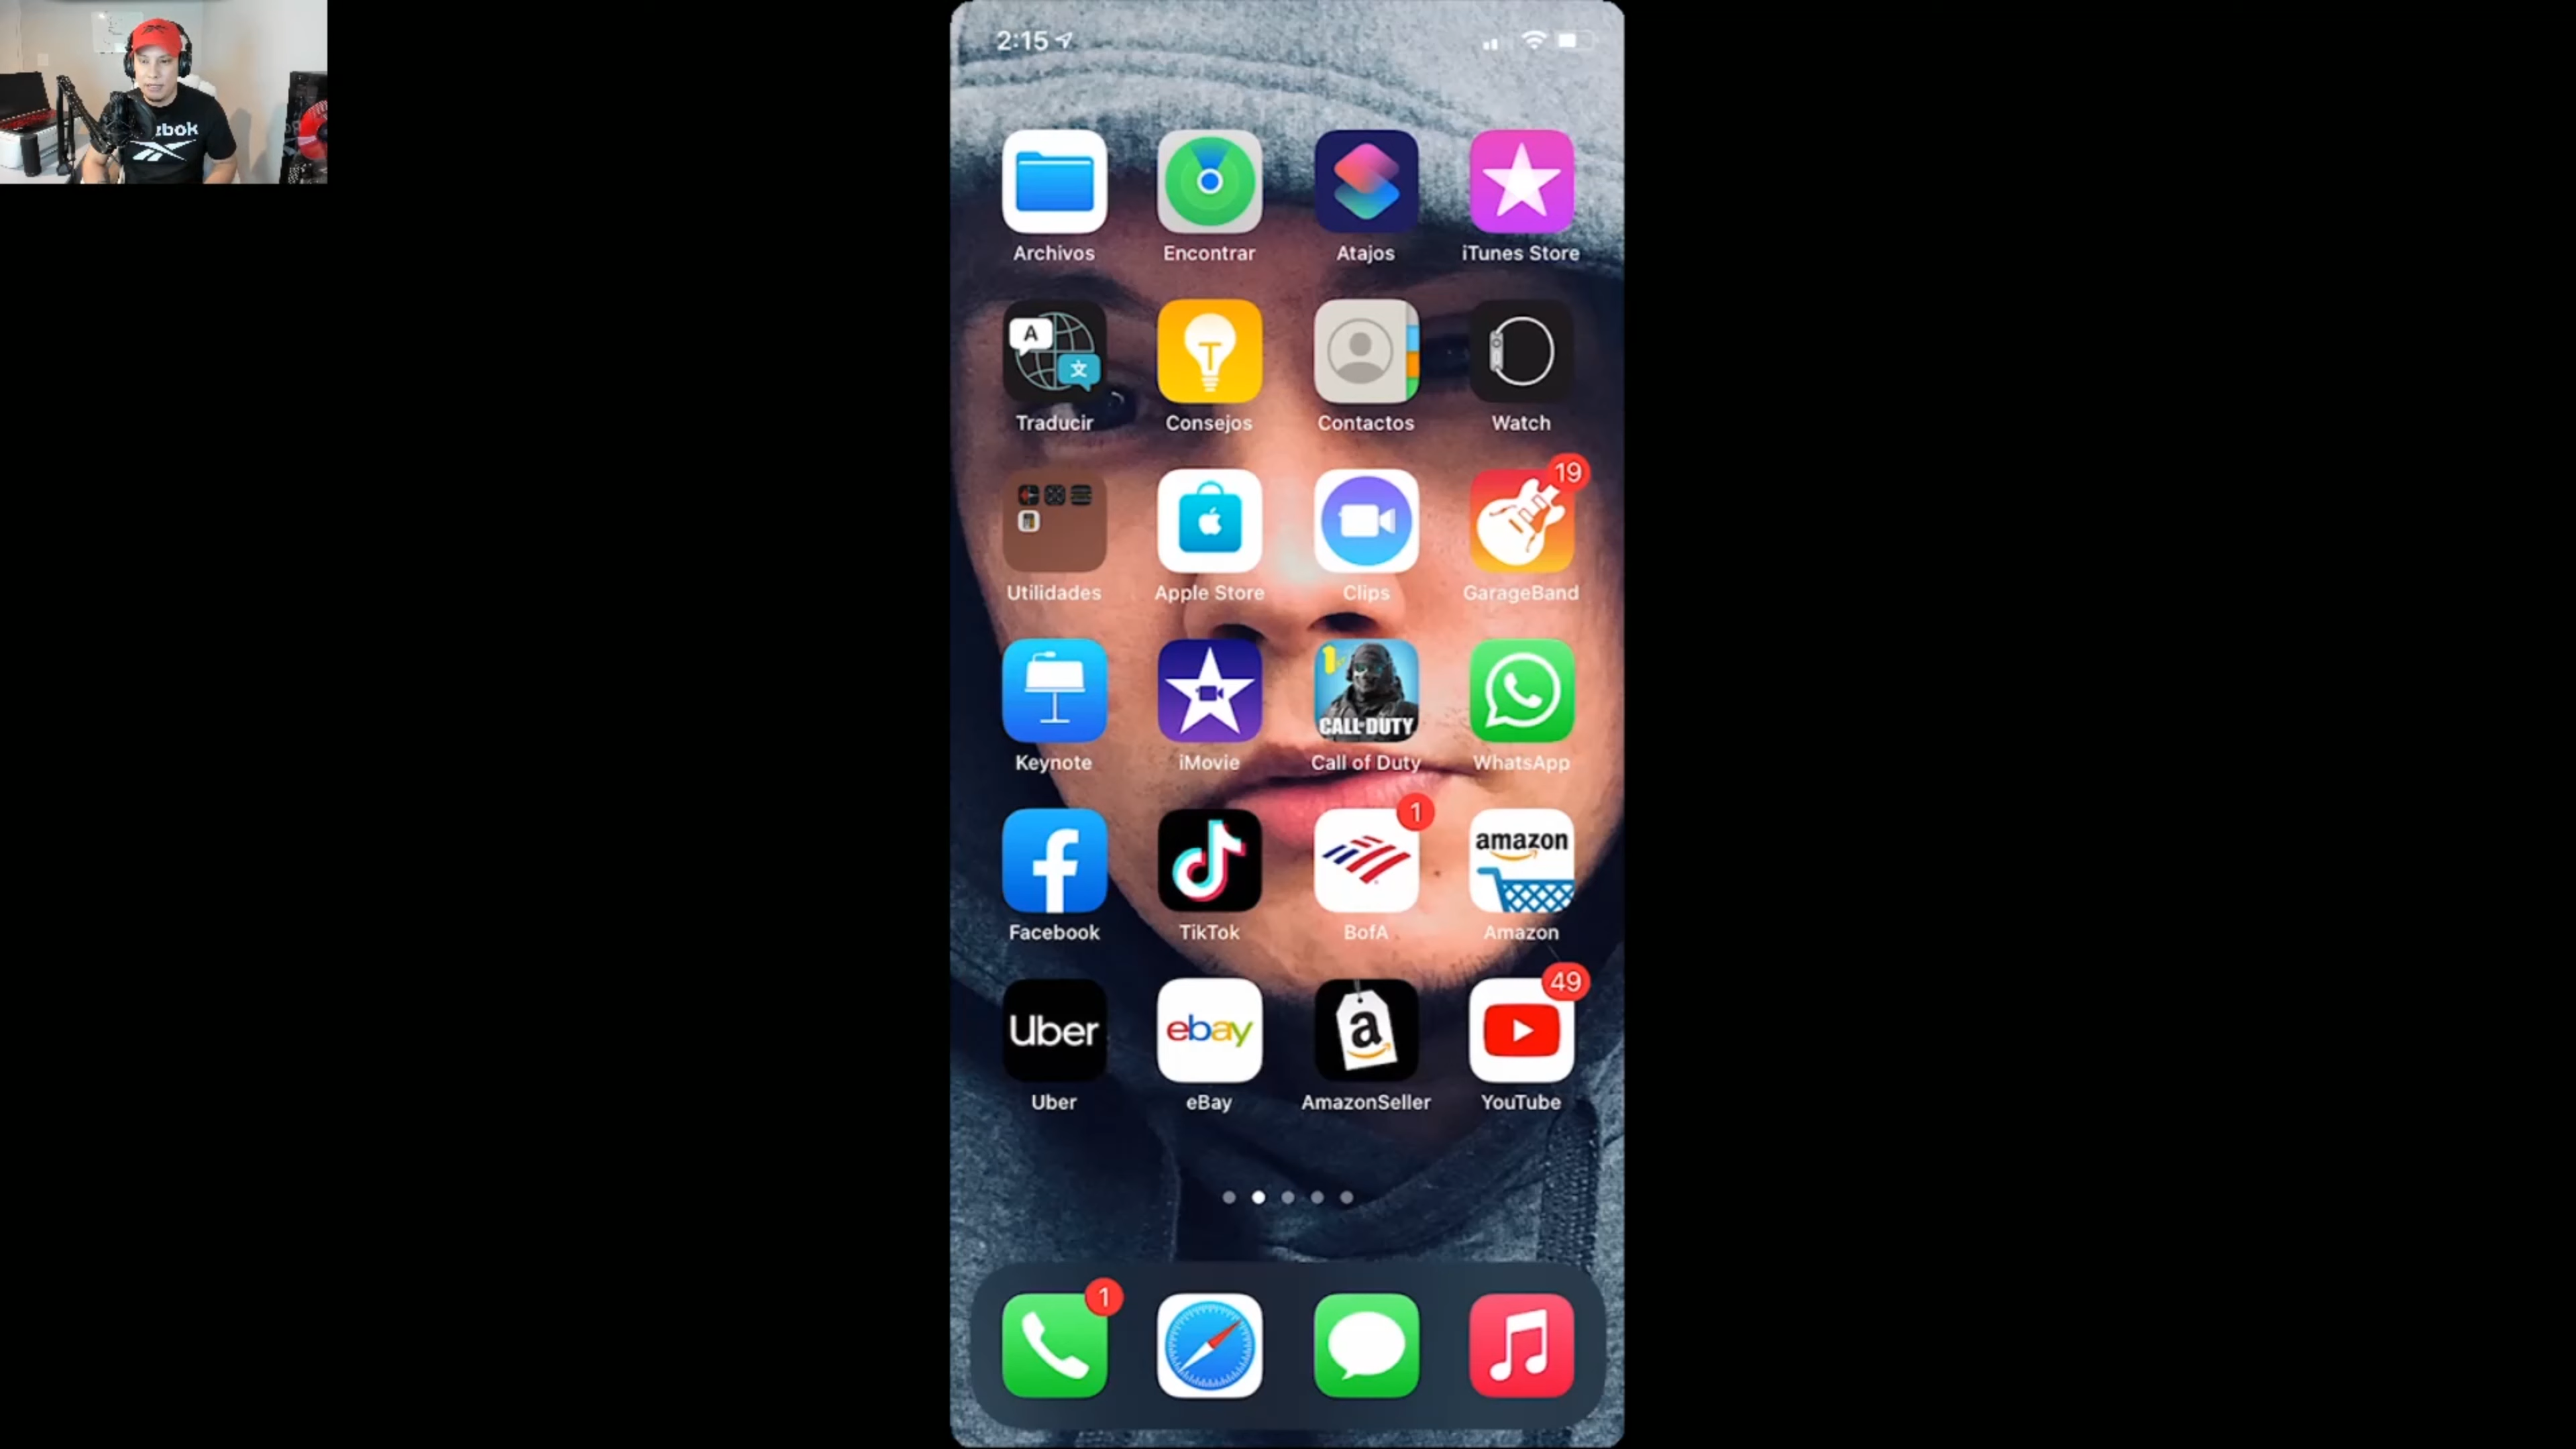 2:15
Archivos Encontrar Atajos iTunes Store
A 文
Traducir Consejos Contactos Watch
19
Utilidades Apple Store Clips GarageBand
CALL OF DUTY
Keynote iMovie Call of Duty WhatsApp
1
amazon
Facebook TikTok BofA Amazon
49
Uber ebay a
Uber eBay AmazonSeller YouTube
1